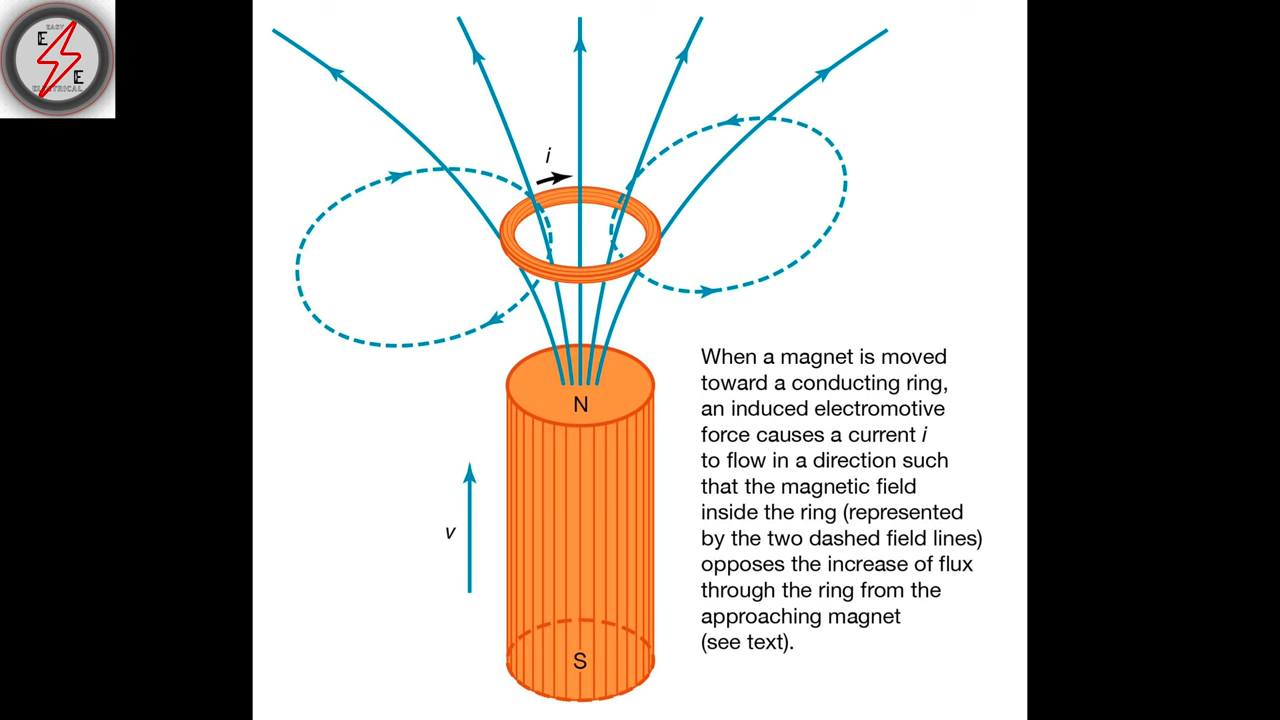 EASY
E
E
ELECTRICAL
i
N
v
S
When a magnet is moved
toward a conducting ring,
an induced electromotive
force causes a current i
to flow in a direction such
that the magnetic field
inside the ring (represented
by the two dashed field lines)
opposes the increase of flux
through the ring from the
approaching magnet
(see text).